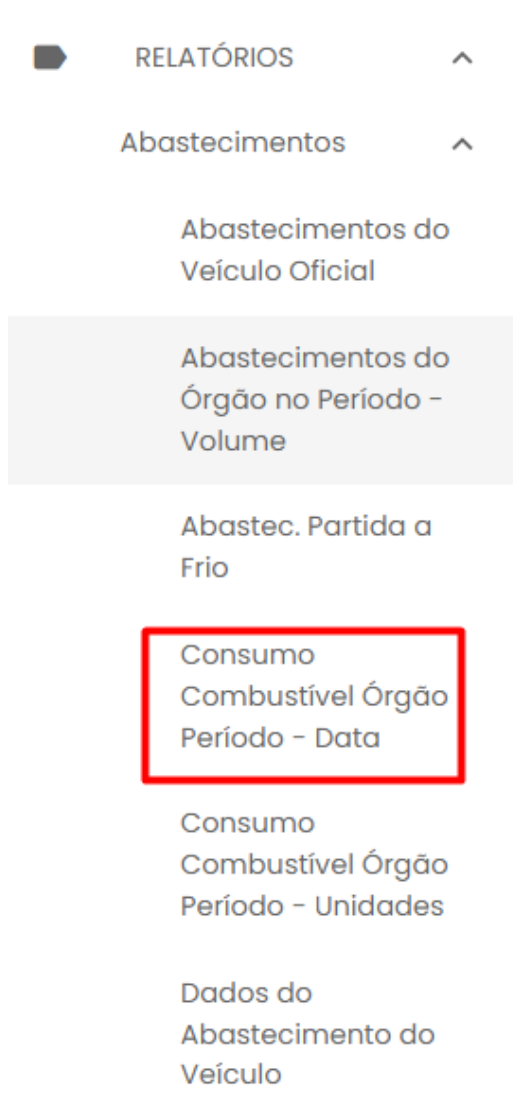 RELATÓRIOS
Abastecimentos
Abastecimentos do
Veículo Oficial
Abastecimentos do
Órgão no Período -
Volume
Abastec. Partida a
Frio
Consumo
Combustível Órgão
Período - Data
Consumo
Combustível Órgão
Período - Unidades
Dados do
Abastecimento do
Veículo